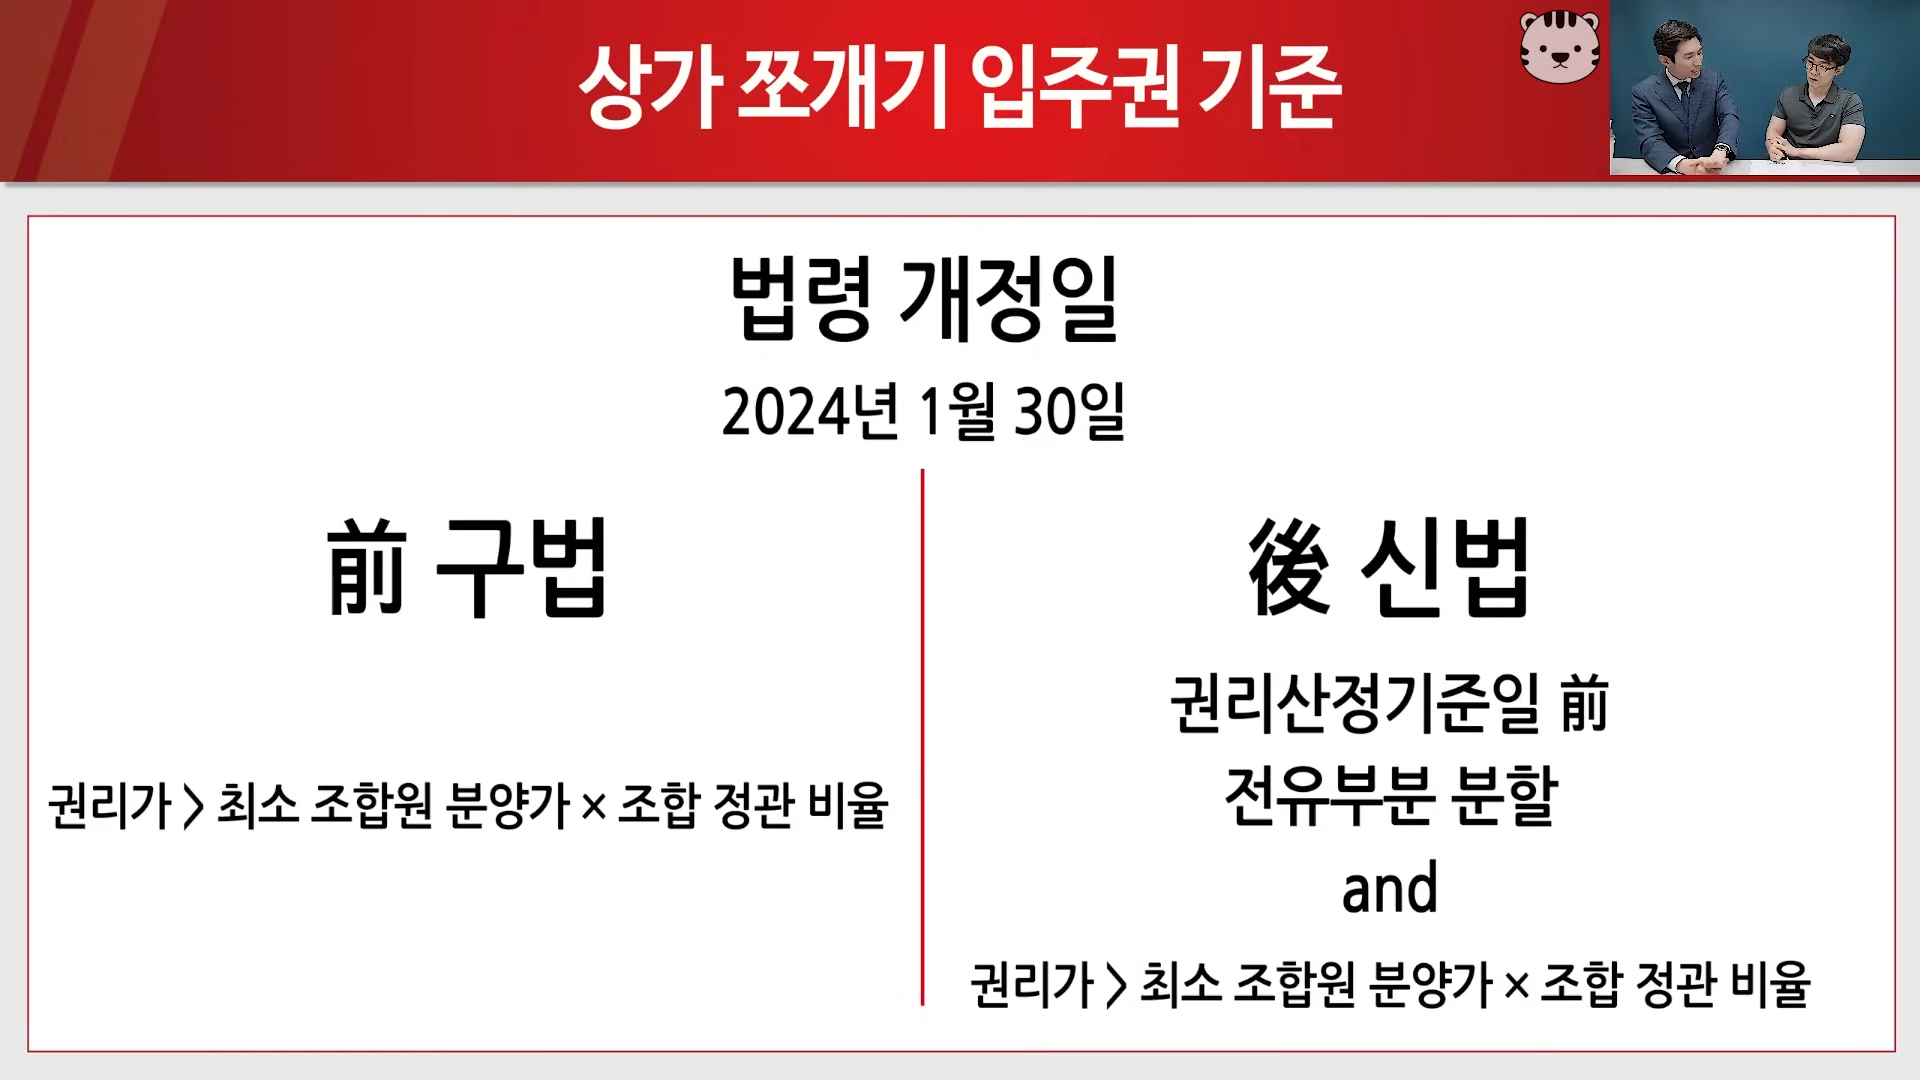 상가 쪼개기 입주권 기준
법령 개정일
2024년 1월 30일
前 구법
권리가 > 최소 조합원 분양가 × 조합 정관 비율
後 신법
권리산정기준일 前
전유부분 분할
and
권리가 > 최소 조합원 분양가 × 조합 정관 비율